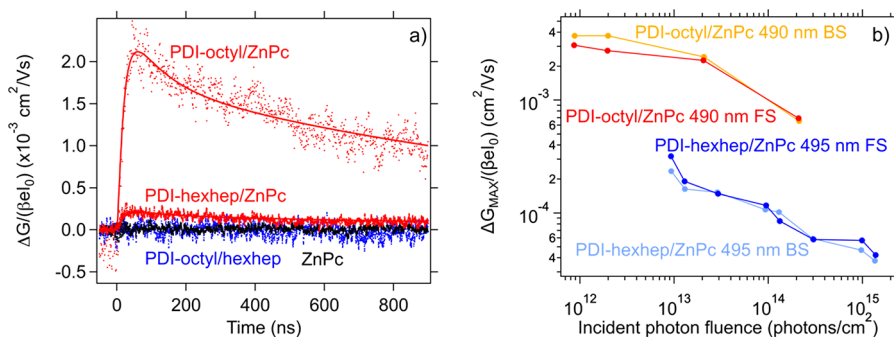 a)
PDI-octyl/ZnPc
PDI-hexhep/ZnPc
PDI-octyl/hexhep
ZnPc
ΔG/(βeI₀) (x10⁻³ cm²/Vs)
2.0
1.5
1.0
0.5
0.0
-0.5
0
200
400
600
800
Time (ns)
b)
PDI-octyl/ZnPc 490 nm BS
PDI-octyl/ZnPc 490 nm FS
PDI-hexhep/ZnPc 495 nm FS
PDI-hexhep/ZnPc 495 nm BS
ΔG_MAX/(βeI₀) (cm²/Vs)
4
2
10⁻³
6
4
2
10⁻⁴
6
4
10¹²
10¹³
10¹⁴
10¹⁵
Incident photon fluence (photons/cm²)